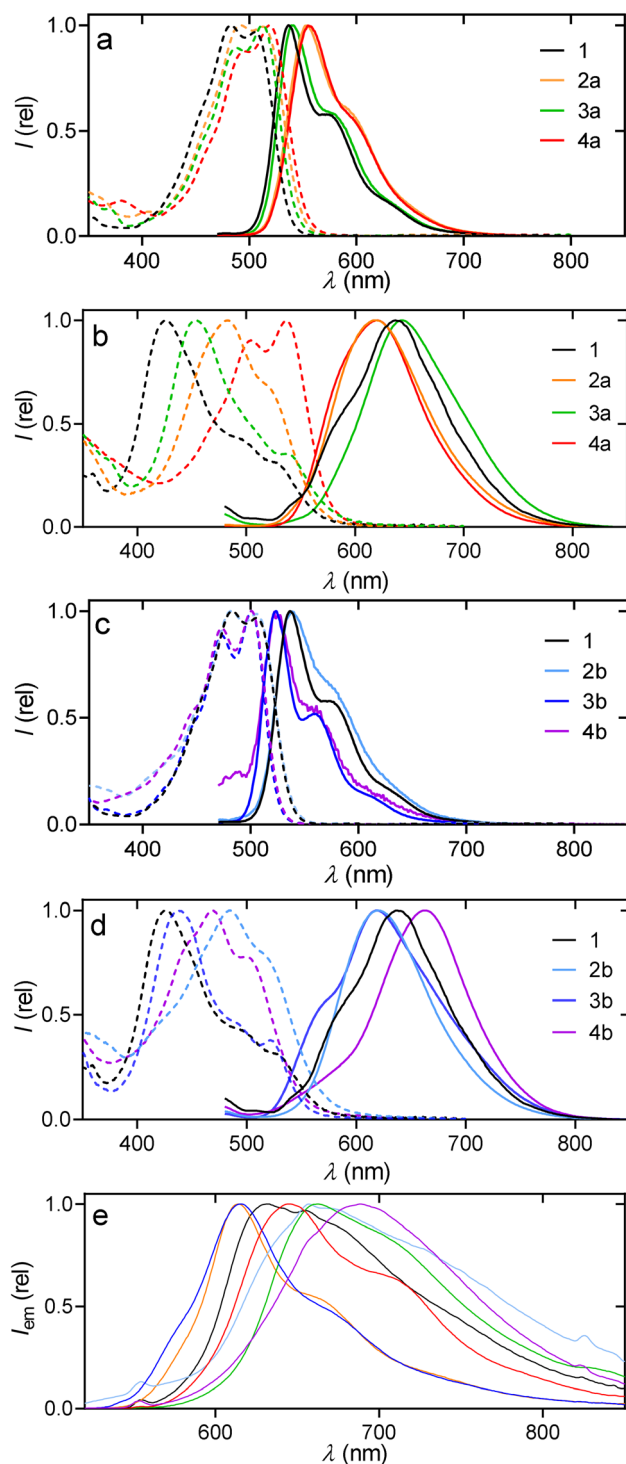 a
I (rel)
1.0
0.5
0.0
1
2a
3a
4a
400 500 600 700 800
λ (nm)
b
I (rel)
1.0
0.5
0.0
1
2a
3a
4a
400 500 600 700 800
λ (nm)
c
I (rel)
1.0
0.5
0.0
1
2b
3b
4b
400 500 600 700 800
λ (nm)
d
I (rel)
1.0
0.5
0.0
1
2b
3b
4b
400 500 600 700 800
λ (nm)
e
Iem (rel)
1.0
0.5
0.0
600 700 800
λ (nm)